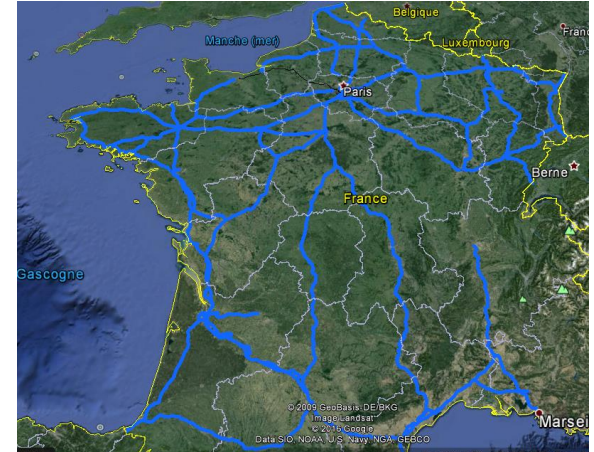 Belgique
Manche (mer)
Luxembourg
Franc
Paris
Berne
France
Gascogne
© 2009 GeoBasis-DE/BKG
Image Landsat
© 2016 Google
Marsei
Data SIO, NOAA, U.S. Navy, NGA, GEBCO